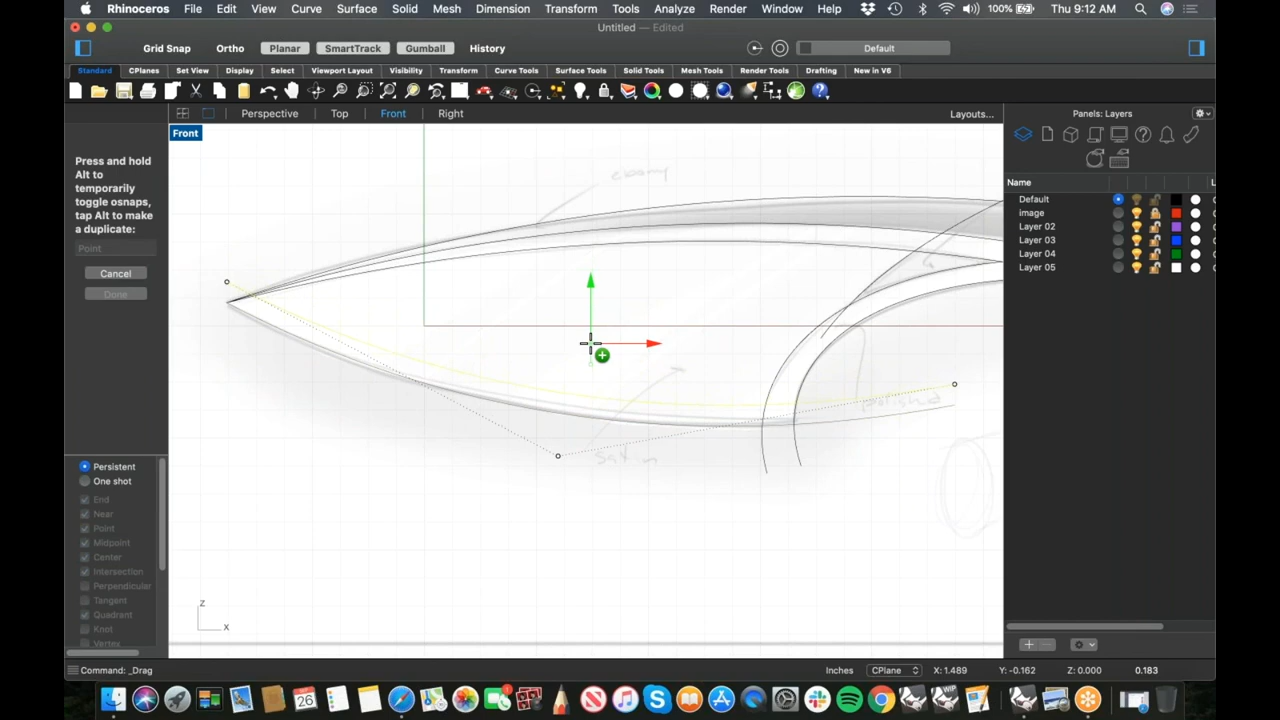 Rhinoceros File Edit View Curve Surface Solid Mesh Dimension Transform Tools Analyze Render Window Help 100% Thu 9:12 AM
Untitled — Edited
Grid Snap Ortho Planar SmartTrack Gumball History Default
Standard CPlanes Set View Display Select Viewport Layout Visibility Transform Curve Tools Surface Tools Solid Tools Mesh Tools Render Tools Drafting New in V6
Perspective Top Front Right Layouts... Panels: Layers
Front
Press and hold
Alt to
temporarily
toggle osnaps,
tap Alt to make
a duplicate:
Point
Cancel
Done
Name L
Default
image
Layer 02
Layer 03
Layer 04
Layer 05
ebony
polished
satin
Z
X
Persistent
One shot
End
Near
Point
Midpoint
Center
Intersection
Perpendicular
Tangent
Quadrant
Knot
Vertex
Command: _Drag Inches CPlane X: 1.489 Y: -0.162 Z: 0.000 0.183
26
WIP